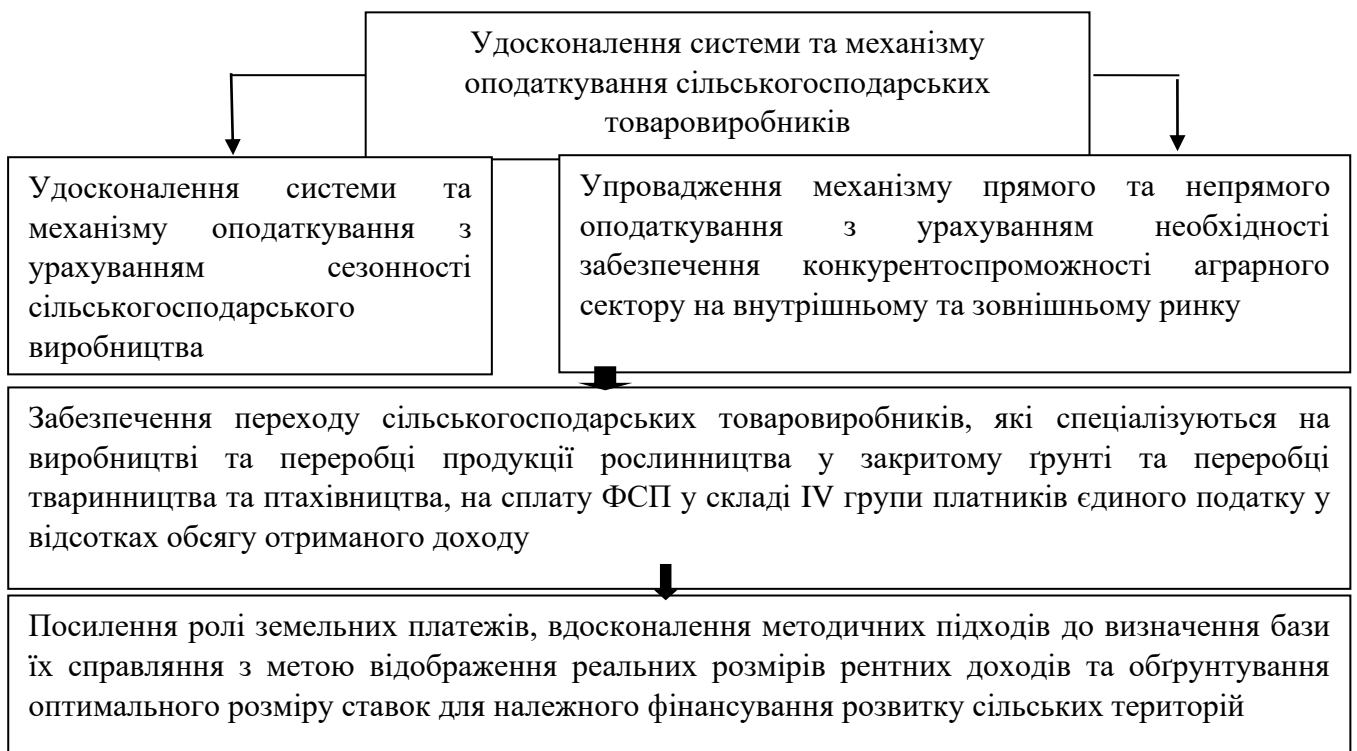 Удосконалення системи та механізму
оподаткування сільськогосподарських
товаровиробників
Удосконалення системи та
механізму оподаткування з
урахуванням сезонності
сільськогосподарського
виробництва
Упровадження механізму прямого та непрямого
оподаткування з урахуванням необхідності
забезпечення конкурентоспроможності аграрного
сектору на внутрішньому та зовнішньому ринку
Забезпечення переходу сільськогосподарських товаровиробників, які спеціалізуються на
виробництві та переробці продукції рослинництва у закритому ґрунті та переробці
тваринництва та птахівництва, на сплату ФСП у складі IV групи платників єдиного податку у
відсотках обсягу отриманого доходу
Посилення ролі земельних платежів, вдосконалення методичних підходів до визначення бази
їх справляння з метою відображення реальних розмірів рентних доходів та обґрунтування
оптимального розміру ставок для належного фінансування розвитку сільських територій